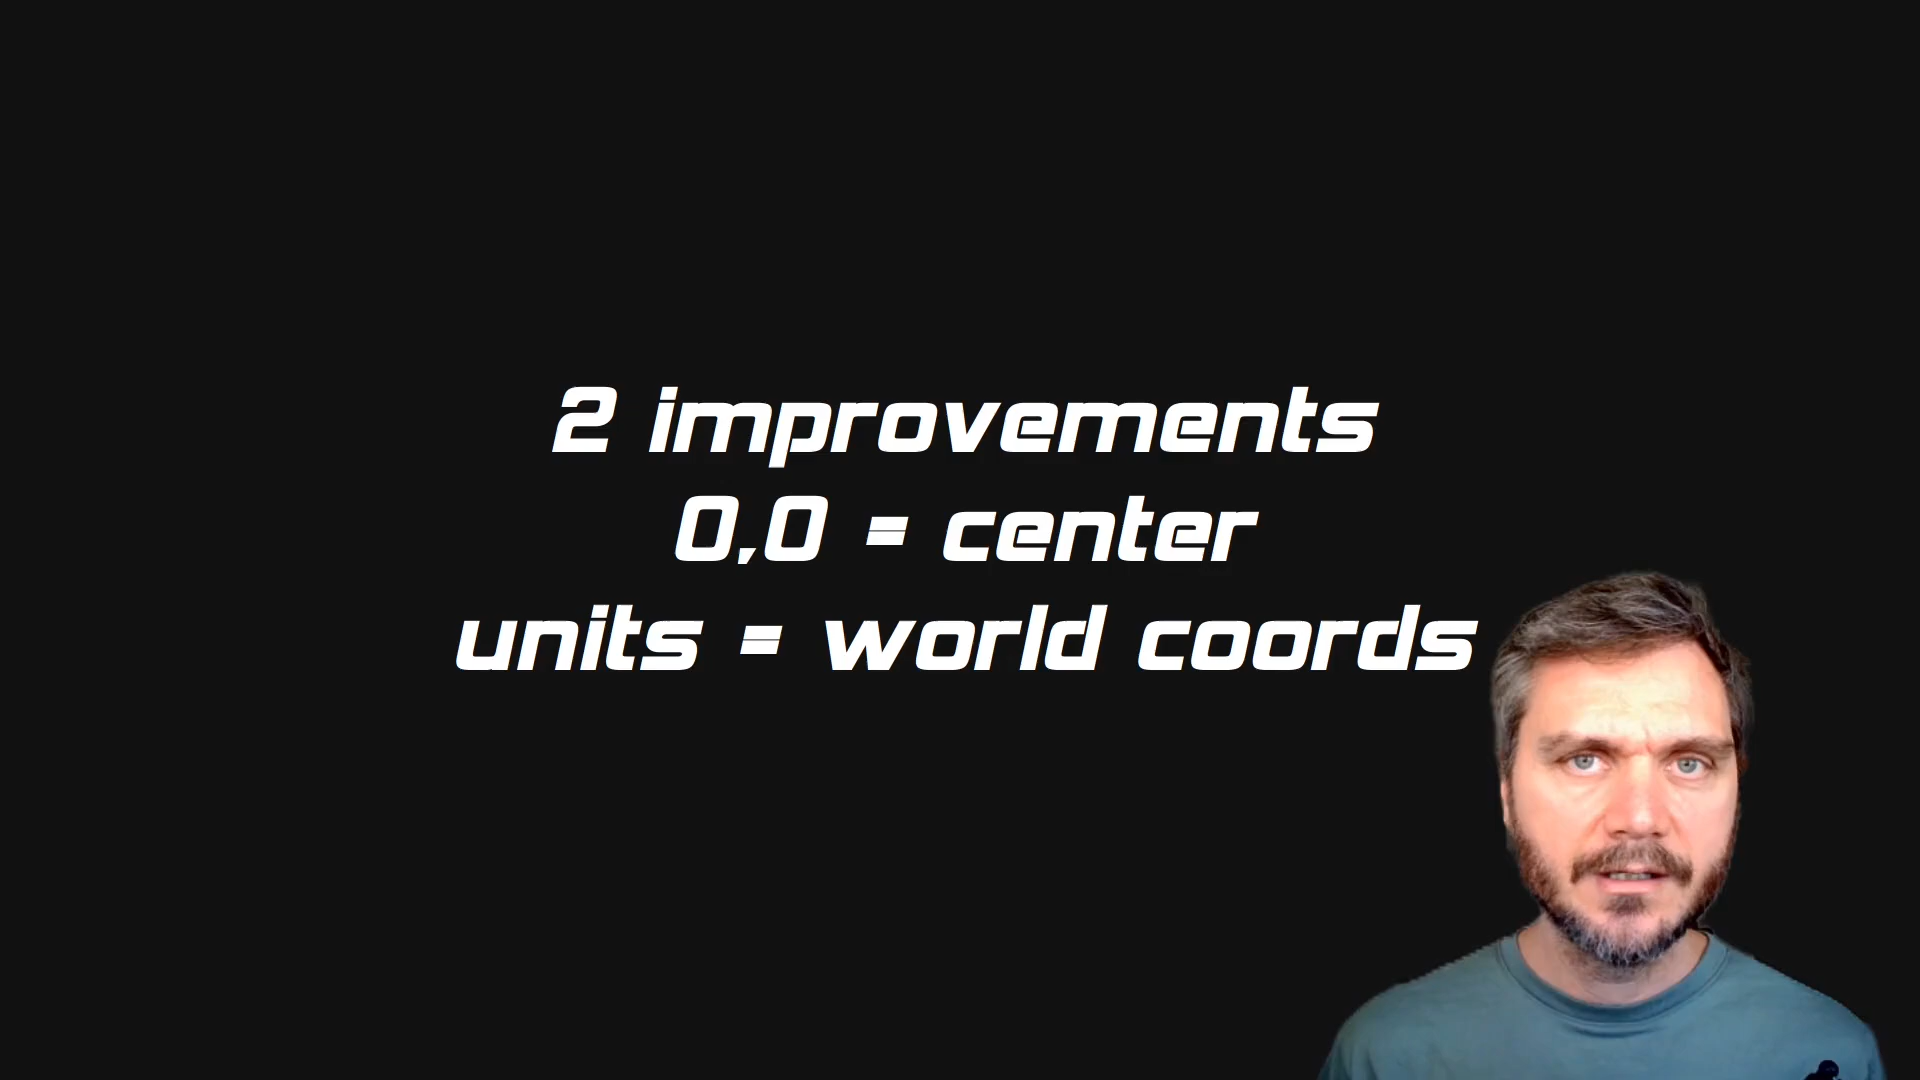 2 improvements
0,0 = center
units = world coords